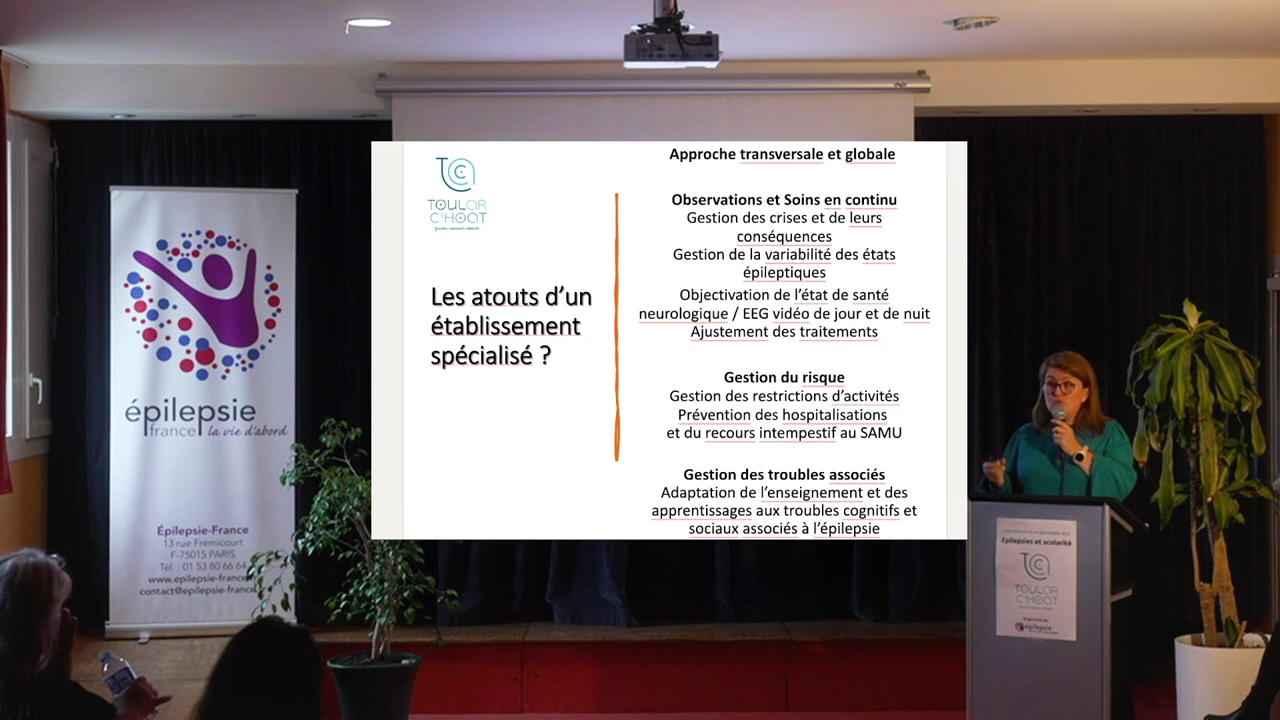 épilepsie
france
la vie d'abord
Épilepsie-France
13 rue Frémicourt
F-75015 PARIS
Tél. : 01 53 80 66 64
www.epilepsie-france
contact@epilepsie-france
TOULAR
C'HOAT
Les atouts d'un
établissement
spécialisé ?
Approche transversale et globale
Observations et Soins en continu
Gestion des crises et de leurs
conséquences
Gestion de la variabilité des états
épileptiques
Objectivation de l'état de santé
neurologique / EEG vidéo de jour et de nuit
Ajustement des traitements
Gestion du risque
Gestion des restrictions d'activités
Prévention des hospitalisations
et du recours intempestif au SAMU
Gestion des troubles associés
Adaptation de l'enseignement et des
apprentissages aux troubles cognitifs et
sociaux associés à l'épilepsie
Epilepsies et scolarité
TOULAR
C'HOAT
épilepsie